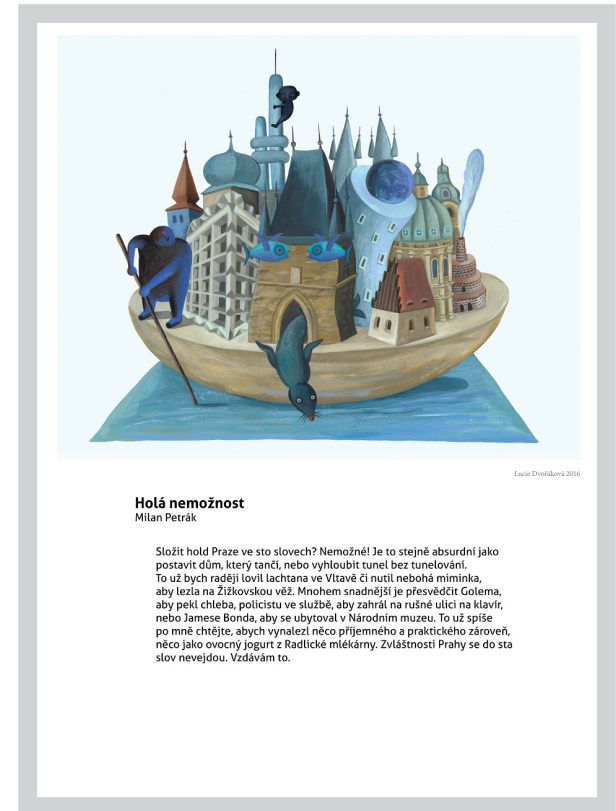 Lucie Dvořáková 2016
Holá nemožnost
Milan Petrák
Složit hold Praze ve sto slovech? Nemožné! Je to stejně absurdní jako
postavit dům, který tančí, nebo vyhloubit tunel bez tunelování.
To už bych raději lovil lachtana ve Vltavě či nutil nebohá miminka,
aby lezla na Žižkovskou věž. Mnohem snadnější je přesvědčit Golema,
aby pekl chleba, policistu ve službě, aby zahrál na rušné ulici na klavír,
nebo Jamese Bonda, aby se ubytoval v Národním muzeu. To už spíše
po mně chtějte, abych vynalezl něco příjemného a praktického zároveň,
něco jako ovocný jogurt z Radlické mlékárny. Zvláštnosti Prahy se do sta
slov nevejdou. Vzdávám to.